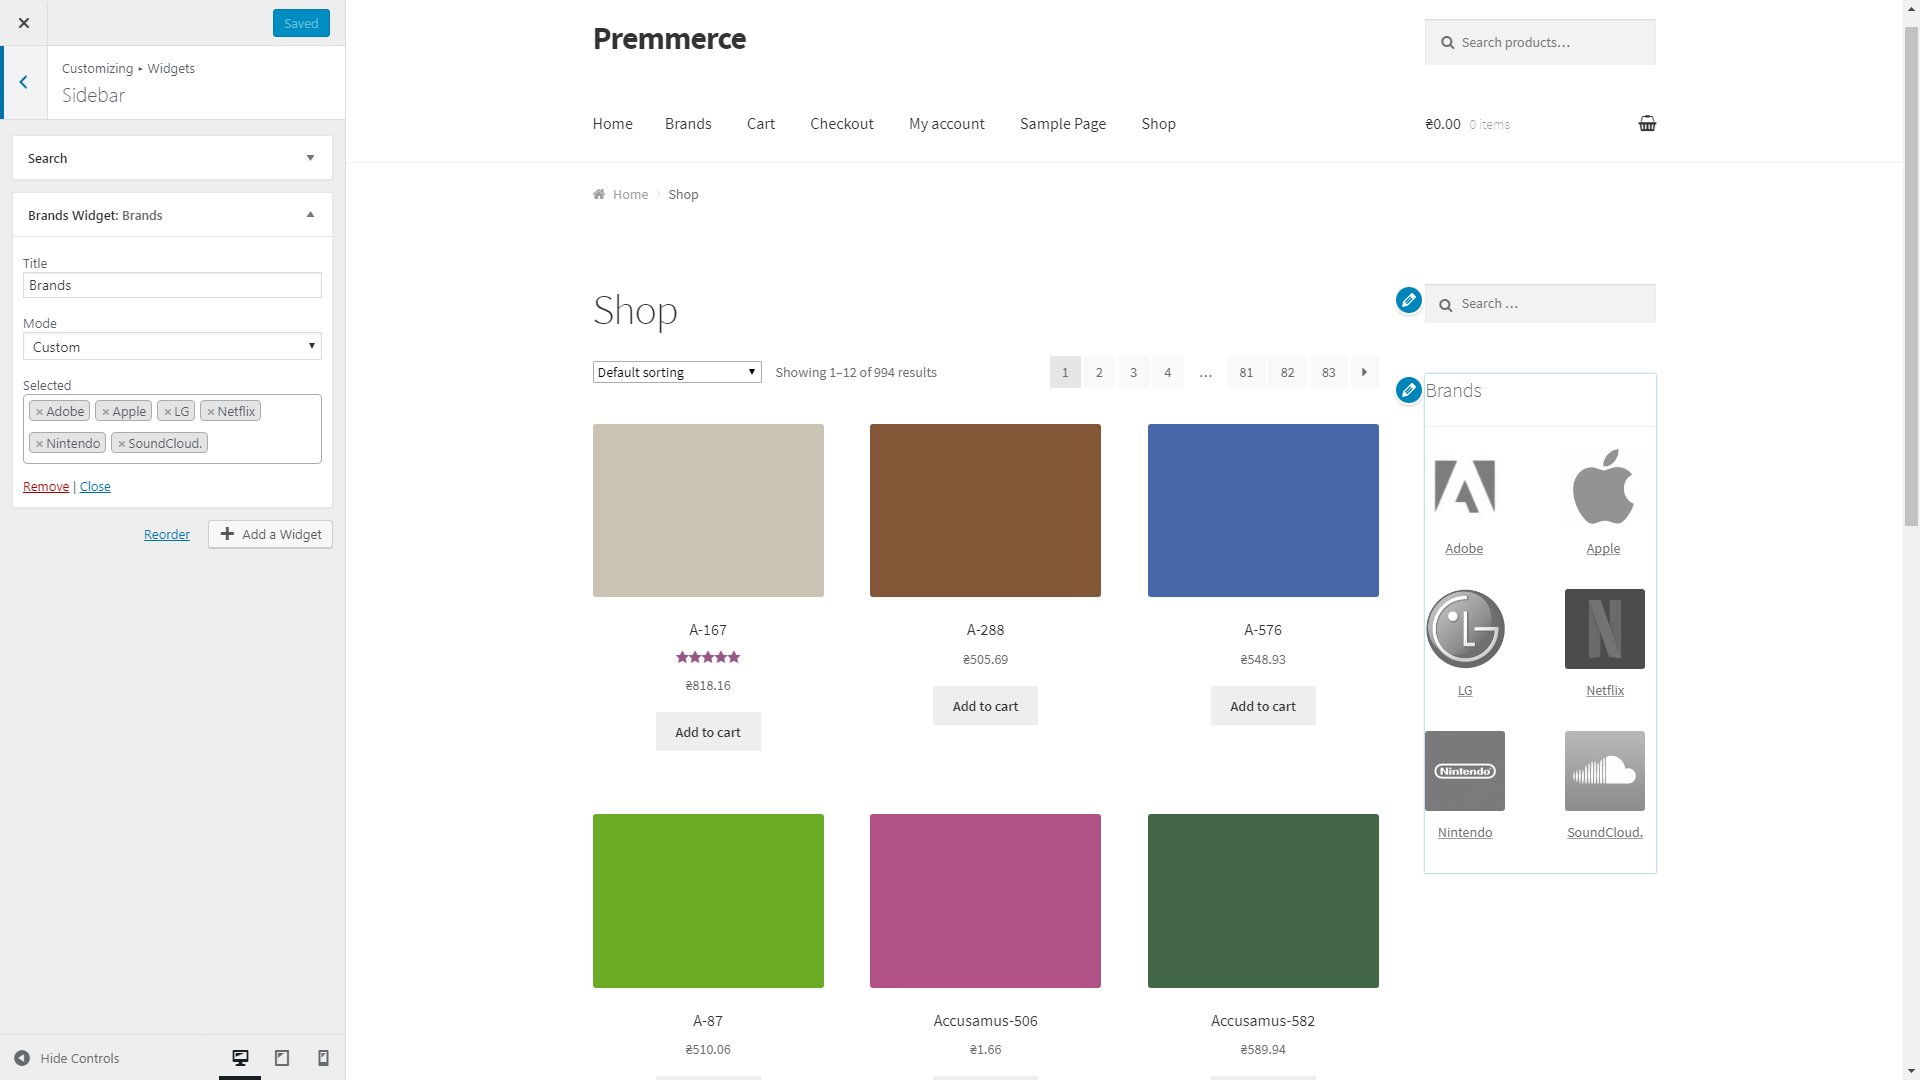 Saved
Customizing ▸ Widgets
Sidebar
Search
Brands Widget: Brands
Title
Brands
Mode
Custom
Selected
× Adobe × Apple × LG × Netflix
× Nintendo × SoundCloud.
Remove | Close
Reorder
Add a Widget
Hide Controls
Premmerce
Search products…
Home Brands Cart Checkout My account Sample Page Shop
₴0.00 0 items
Home Shop
Shop
Default sorting
Showing 1–12 of 994 results
1 2 3 4 … 81 82 83
A-167
₴818.16
Add to cart
A-288
₴505.69
Add to cart
A-576
₴548.93
Add to cart
A-87
₴510.06
Accusamus-506
₴1.66
Accusamus-582
₴589.94
Search …
Brands
Adobe
Apple
LG
LG
N
Netflix
Nintendo
Nintendo
SoundCloud.